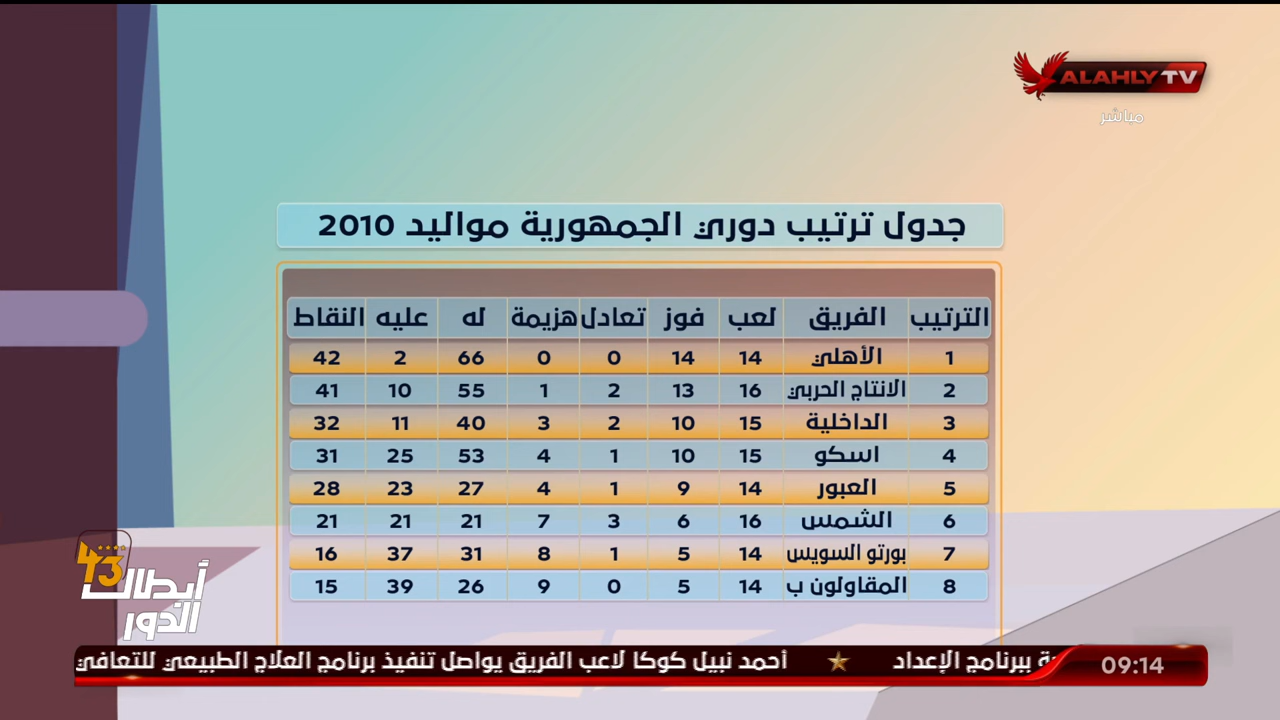 ALAHLY TV
مباشر
جدول ترتيب دوري الجمهورية مواليد 2010
الترتيب الفريق لعب فوز تعادل هزيمة له عليه النقاط
1 الأهلي 14 14 0 0 66 2 42
2 الانتاج الحربي 16 13 2 1 55 10 41
3 الداخلية 15 10 2 3 40 11 32
4 اسكو 15 10 1 4 53 25 31
5 العبور 14 9 1 4 27 23 28
6 الشمس 16 6 3 7 21 21 21
7 بورتو السويس 14 5 1 8 31 37 16
8 المقاولون ب 14 5 0 9 26 39 15
43
أبطال
الدوري
ببرنامج الإعداد ★ أحمد نبيل كوكا لاعب الفريق يواصل تنفيذ برنامج العلاج الطبيعي للتعافي
09:14